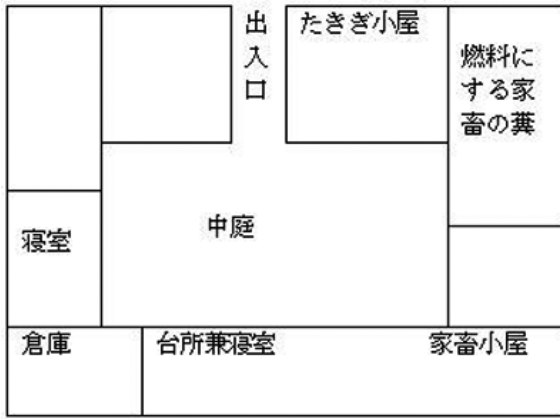 出入口
たきぎ小屋
燃料に
する家
畜の糞
寝室
中庭
倉庫
台所兼寝室
家畜小屋